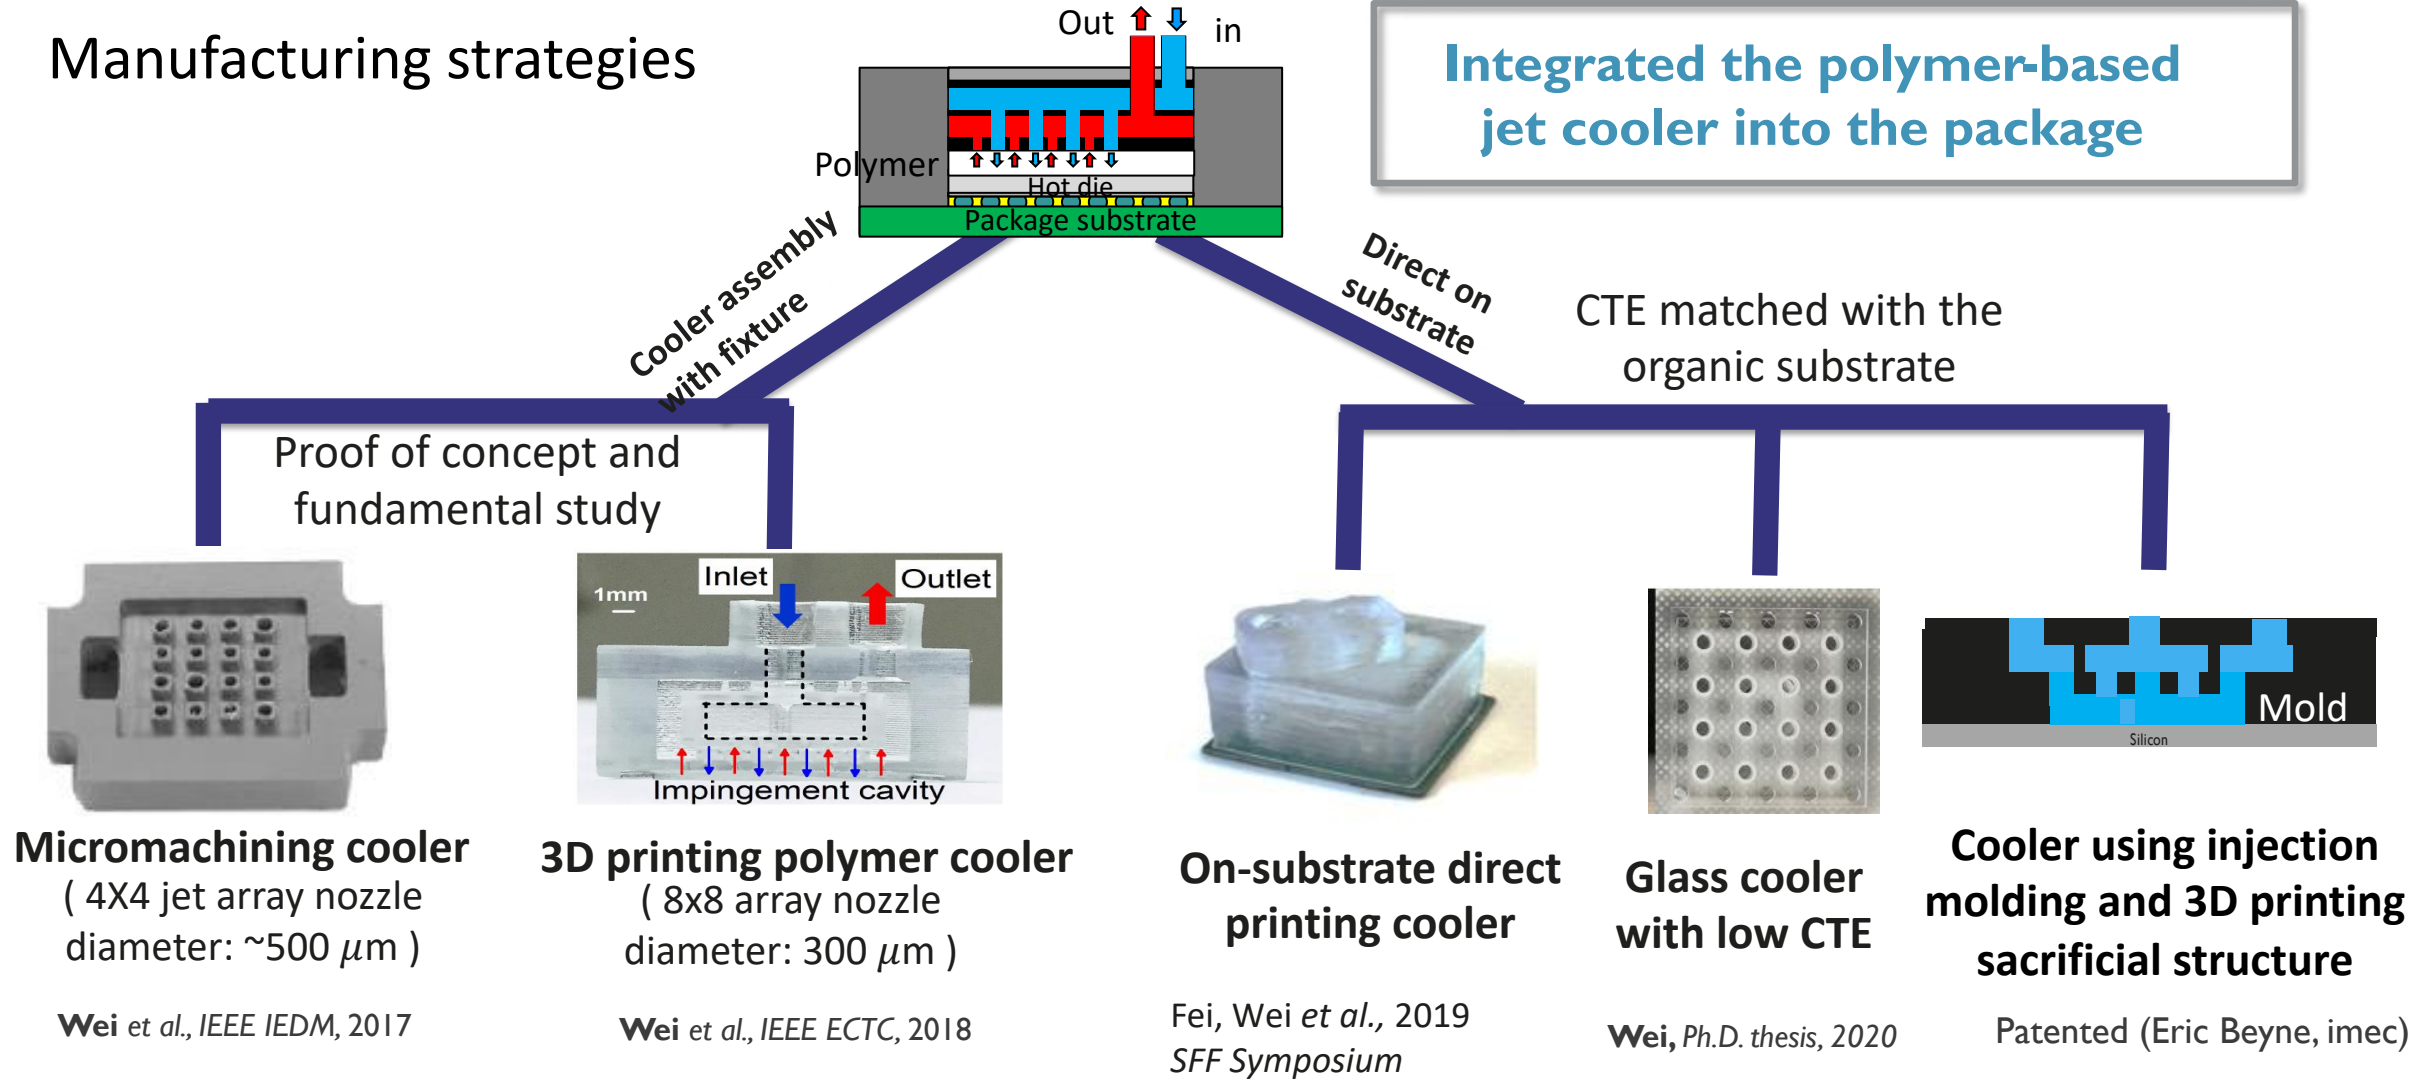 Manufacturing strategies
Out
in
Integrated the polymer-based
jet cooler into the package
Polymer
Hot die
Package substrate
Cooler assembly
with fixture
Direct on
substrate
CTE matched with the
organic substrate
Proof of concept and
fundamental study
Inlet
Outlet
1mm
Impingement cavity
Mold
Silicon
Micromachining cooler
( 4X4 jet array nozzle
diameter: ~500 𝜇m )
Wei et al., IEEE IEDM, 2017
3D printing polymer cooler
( 8x8 array nozzle
diameter: 300 𝜇m )
Wei et al., IEEE ECTC, 2018
On-substrate direct
printing cooler
Fei, Wei et al., 2019
SFF Symposium
Glass cooler
with low CTE
Wei, Ph.D. thesis, 2020
Cooler using injection
molding and 3D printing
sacrificial structure
Patented (Eric Beyne, imec)